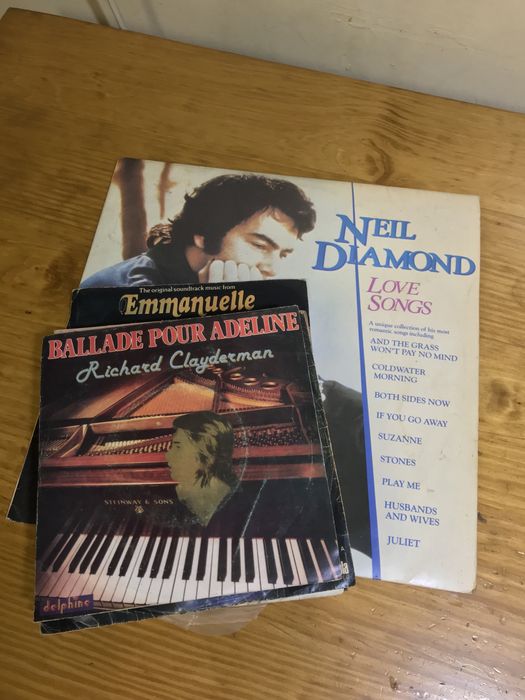 NEIL
DIAMOND
LOVE
SONGS
A unique collection of his most
romantic songs including
AND THE GRASS
WON'T PAY NO MIND
COLDWATER
MORNING
BOTH SIDES NOW
IF YOU GO AWAY
SUZANNE
STONES
PLAY ME
HUSBANDS
AND WIVES
JULIET
The original soundtrack music from
Emmanuelle
BALLADE POUR ADELINE
Richard Clayderman
STEINWAY & SONS
delphine